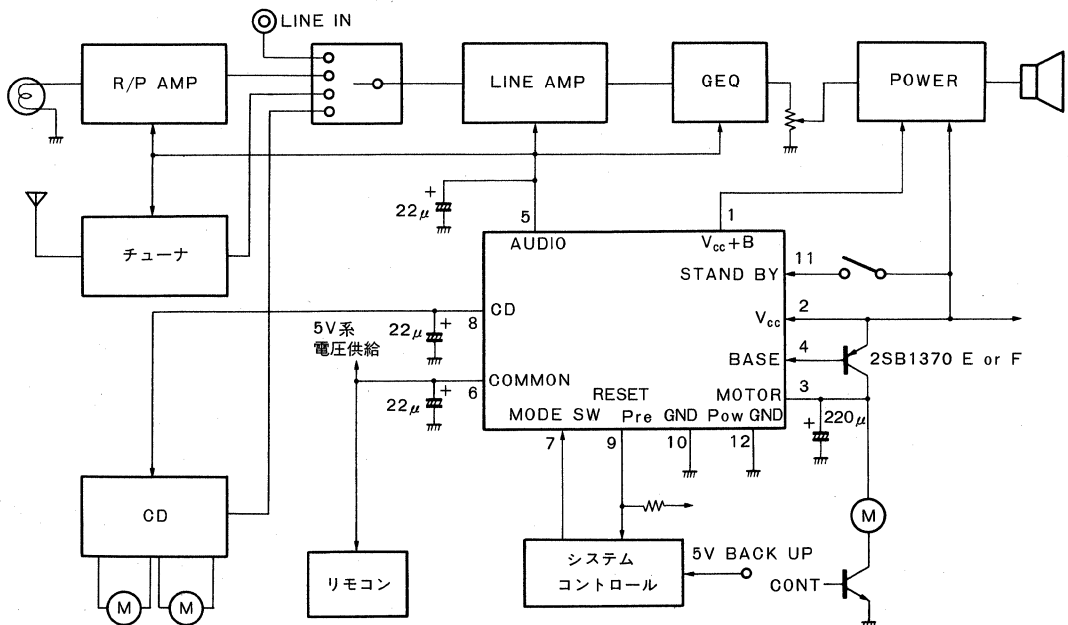 LINE IN
R/P AMP
LINE AMP
GEQ
POWER
チューナ
22μ
+
5
1
AUDIO
Vcc+B
STAND BY
11
CD
8
5V系
電圧供給
22μ
+
Vcc
2
BASE
4
2SB1370 E or F
COMMON
6
22μ
+
MOTOR
3
RESET
MODE SW
Pre
GND
Pow GND
7
9
10
12
+
220μ
M
CD
M
M
リモコン
システム
コントロール
5V BACK UP
CONT